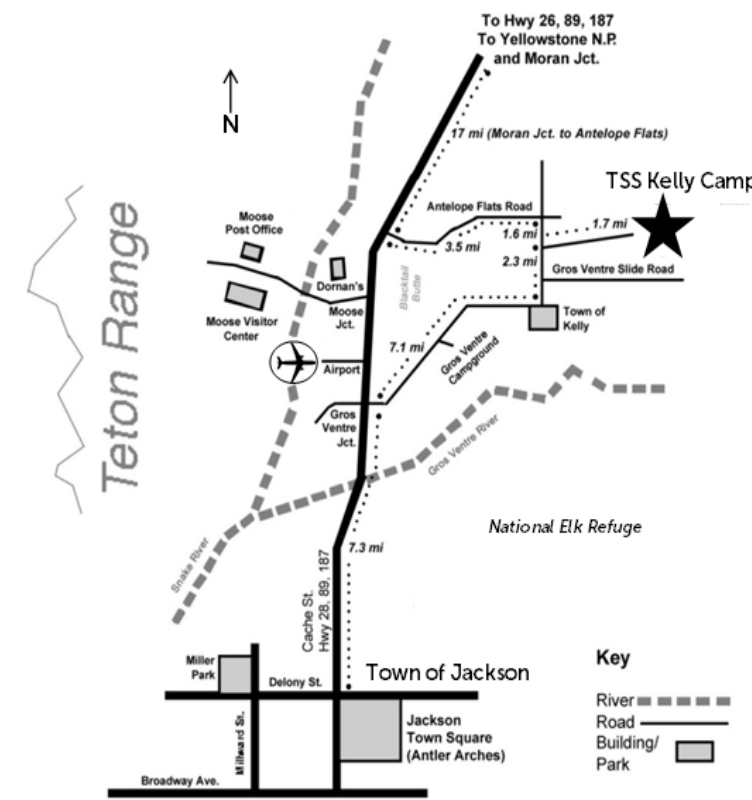 To Hwy 26, 89, 187
To Yellowstone N.P.
and Moran Jct.
N
17 mi (Moran Jct. to Antelope Flats)
TSS Kelly Camp
Antelope Flats Road
1.6 mi
1.7 mi
3.5 mi
2.3 mi
Gros Ventre Slide Road
Moose
Post Office
Dornan's
Moose
Jct.
Moose Visitor
Center
Blacktail
Butte
Town of
Kelly
Teton Range
7.1 mi
Gros Ventre
Campground
Airport
Gros
Ventre
Jct.
Gros Ventre River
National Elk Refuge
Snake River
7.3 mi
Cache St.
Hwy 28, 89, 187
Miller
Park
Delony St.
Town of Jackson
Millward St.
Jackson
Town Square
(Antler Arches)
Broadway Ave.
Key
River
Road
Building/
Park